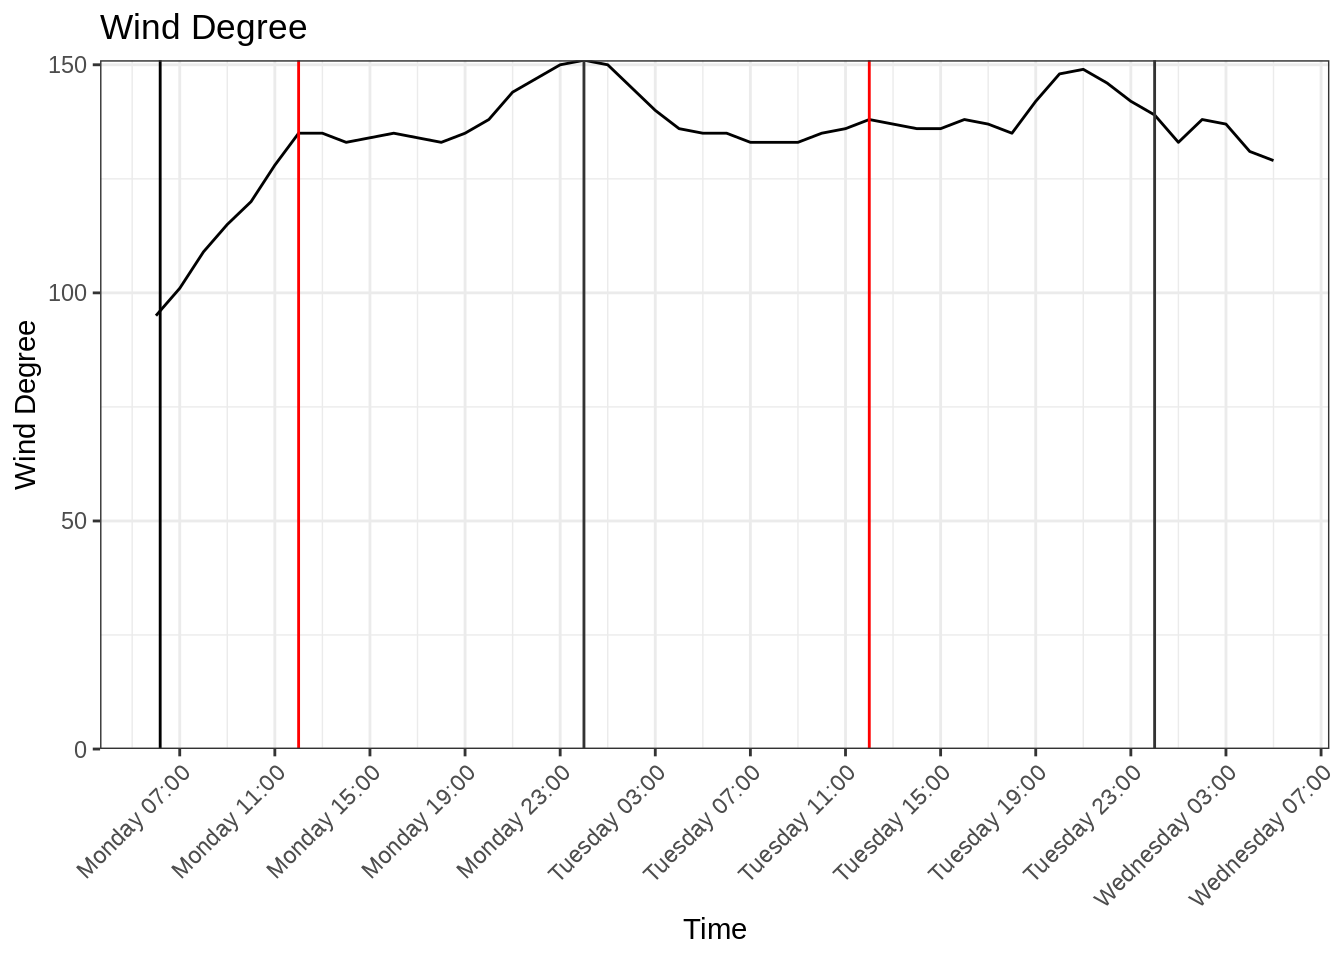 Wind Degree
Wind Degree
150
100
50
0
Monday 07:00
Monday 11:00
Monday 15:00
Monday 19:00
Monday 23:00
Tuesday 03:00
Tuesday 07:00
Tuesday 11:00
Tuesday 15:00
Tuesday 19:00
Tuesday 23:00
Wednesday 03:00
Wednesday 07:00
Time